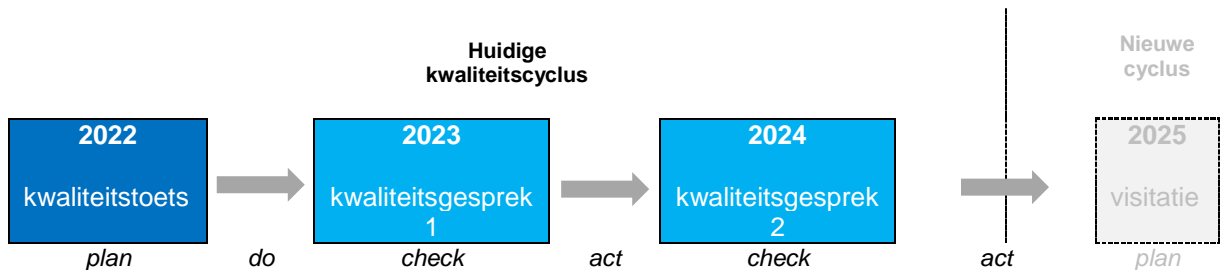 Huidige
kwaliteitscyclus
Nieuwe
cyclus
2022
kwaliteitstoets
2023
kwaliteitsgesprek
1
2024
kwaliteitsgesprek
2
2025
visitatie
plan
do
check
act
check
act
plan